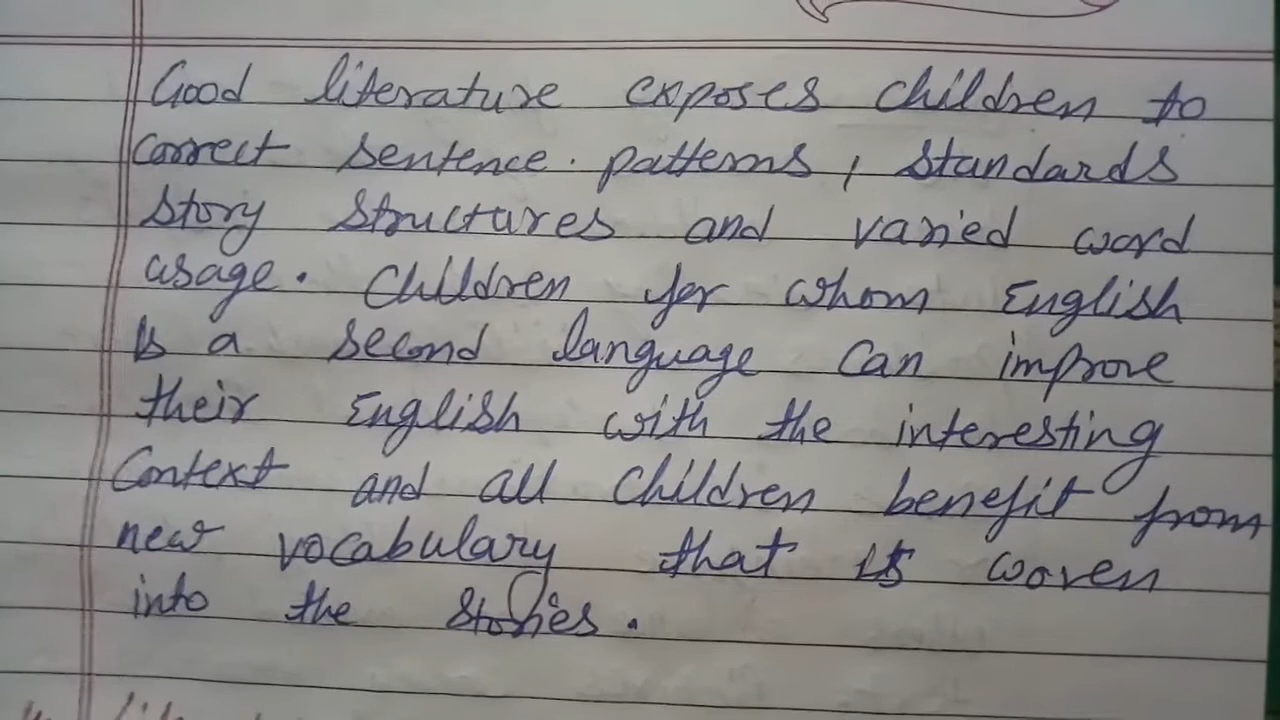 Good literature exposes children to
correct sentence. patterns, standards
story structures and varied word
usage. Children for whom English
is a second language can improve
their English with the interesting
Context and all children benefit from
new vocabulary that is woven
into the stories.